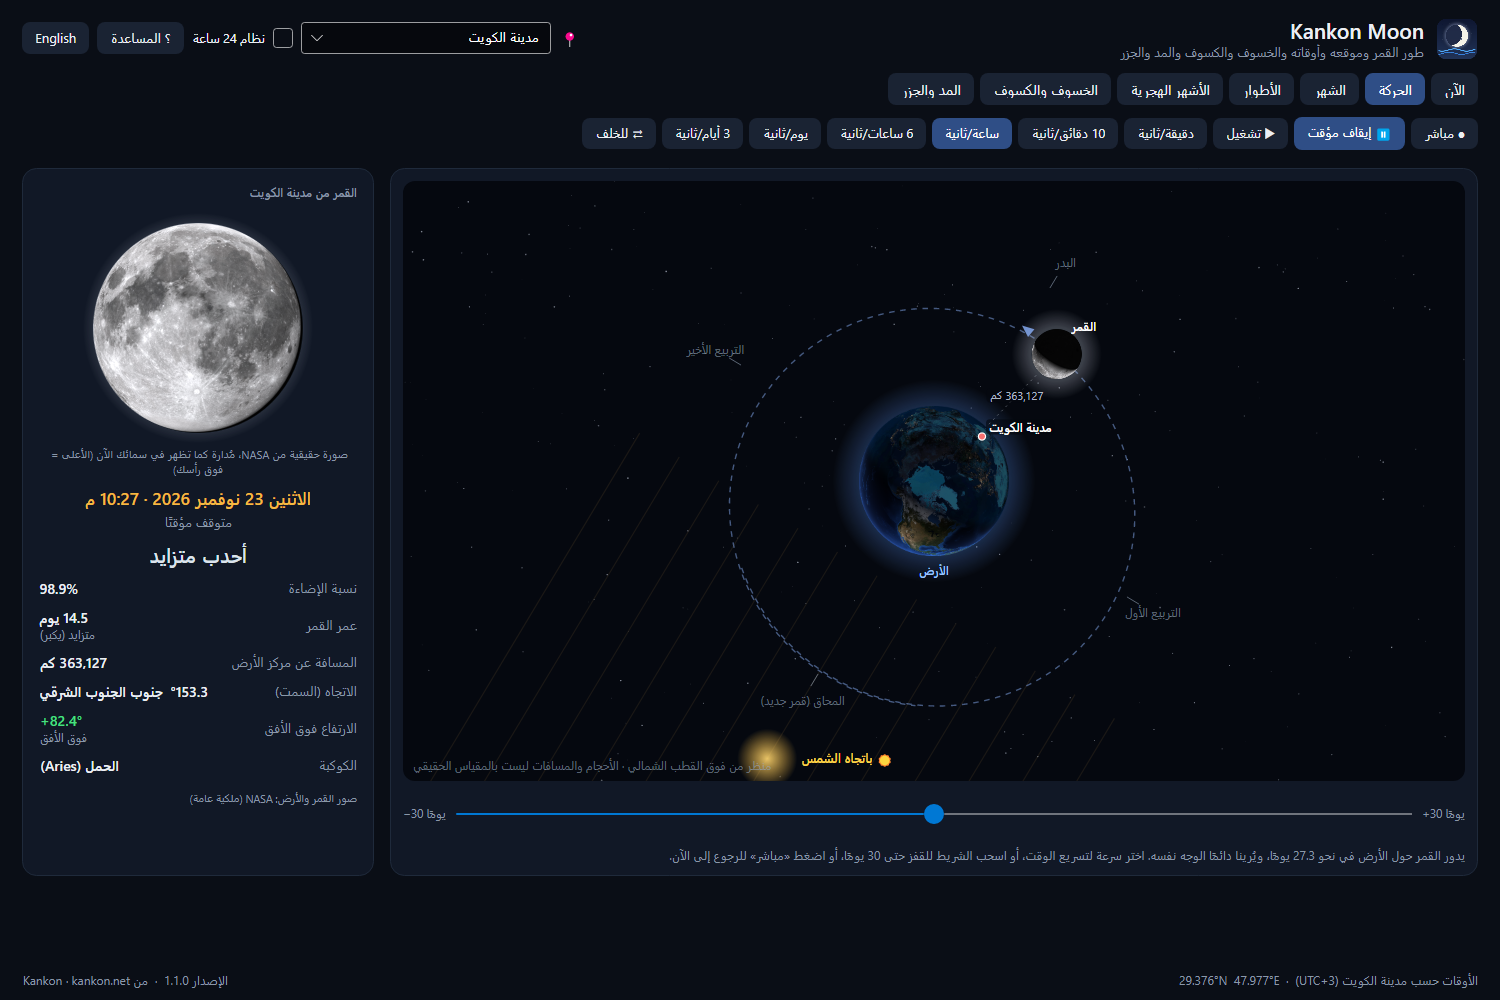 Kankon Moon
طور القمر وموقعه وأوقاته والخسوف والكسوف والمد والجزر
مدينة الكويت
نظام 24 ساعة
؟ المساعدة
English
الآن
الحركة
الشهر
الأطوار
الأشهر الهجرية
الخسوف والكسوف
المد والجزر
● مباشر
⏸ إيقاف مؤقت
▶ تشغيل
دقيقة/ثانية
10 دقائق/ثانية
ساعة/ثانية
6 ساعات/ثانية
يوم/ثانية
3 أيام/ثانية
⇄ للخلف
البدر
القمر
التربيع الأخير
363,127 كم
مدينة الكويت
الأرض
التربيع الأول
المحاق (قمر جديد)
باتجاه الشمس
من فوق القطب الشمالي · الأحجام والمسافات ليست بالمقياس الحقيقي
+30 يومًا
−30 يومًا
يدور القمر حول الأرض في نحو 27.3 يومًا، ويُرينا دائمًا الوجه نفسه. اختر سرعة لتسريع الوقت، أو اسحب الشريط للقفز حتى 30 يومًا، أو اضغط «مباشر» للرجوع إلى الآن.
القمر من مدينة الكويت
صورة حقيقية من NASA، مُدارة كما تظهر في سمائك الآن (الأعلى =
فوق رأسك)
الاثنين 23 نوفمبر 2026 · 10:27 م
متوقف مؤقتًا
أحدب متزايد
نسبة الإضاءة 98.9%
عمر القمر 14.5 يوم
متزايد (يكبر)
المسافة عن مركز الأرض 363,127 كم
الاتجاه (السمت) 153.3° جنوب الجنوب الشرقي
الارتفاع فوق الأفق +82.4°
فوق الأفق
الكوكبة الحمل (Aries)
صور القمر والأرض: NASA (ملكية عامة)
الأوقات حسب مدينة الكويت (UTC+3) · 29.376°N 47.977°E
الإصدار 1.1.0 · من Kankon · kankon.net